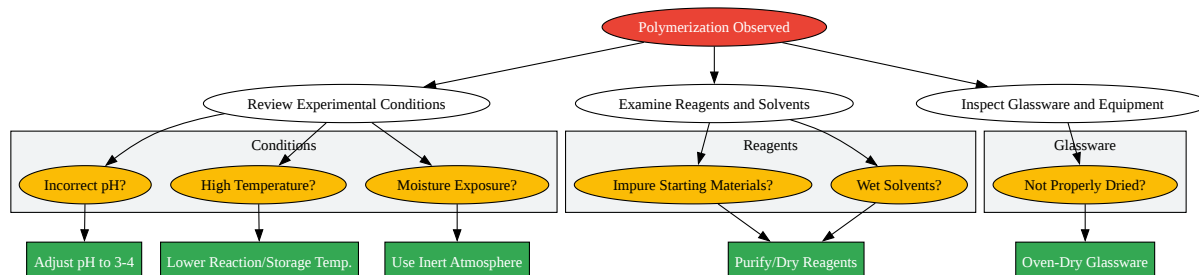 Polymerization Observed
Review Experimental Conditions
Examine Reagents and Solvents
Inspect Glassware and Equipment
Conditions
Reagents
Glassware
Incorrect pH?
High Temperature?
Moisture Exposure?
Impure Starting Materials?
Wet Solvents?
Not Properly Dried?
Adjust pH to 3-4
Lower Reaction/Storage Temp.
Use Inert Atmosphere
Purify/Dry Reagents
Oven-Dry Glassware